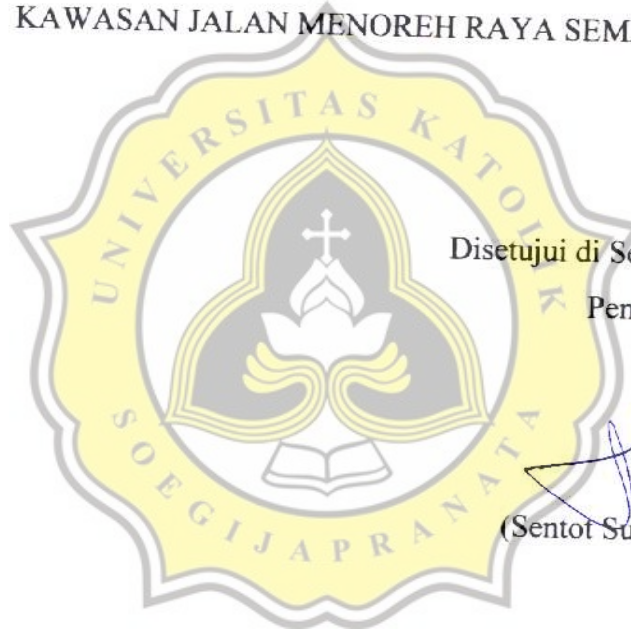 KAWASAN JALAN MENOREH RAYA SEM
UNIVERSITAS KATOLIK
Disetujui di Se
Pen
SOEGIJAPRANATA
(Sentot Su